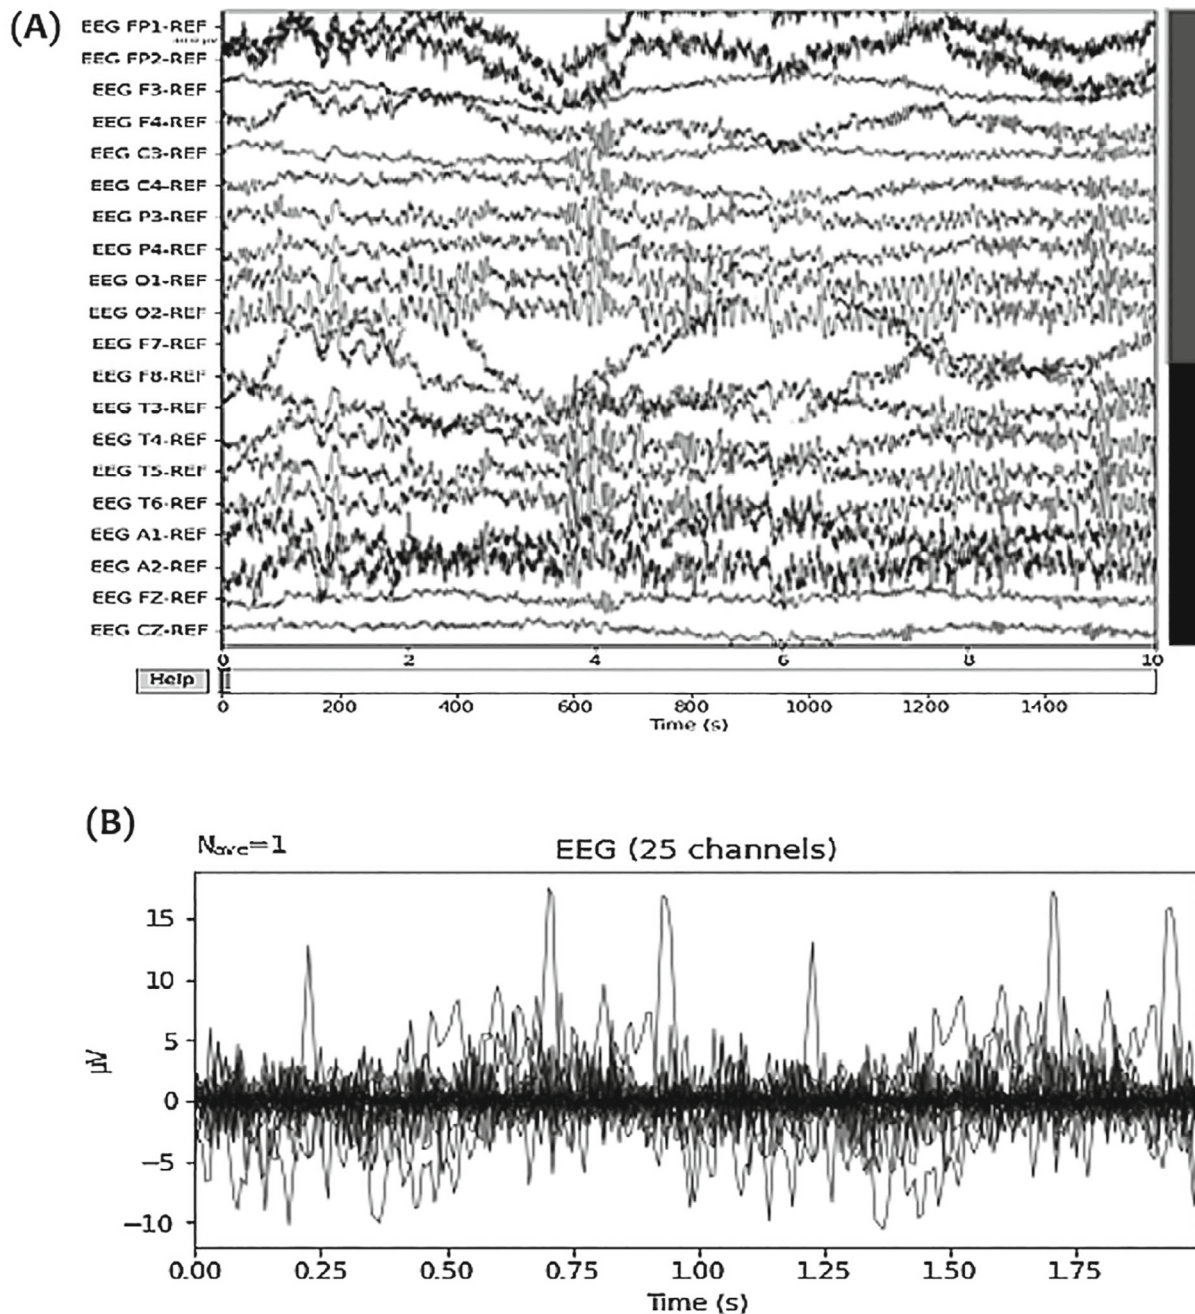 (A)
EEG FP1-REF
EEG FP2-REF
EEG F3-REF
EEG F4-REF
EEG C3-REF
EEG C4-REF
EEG P3-REF
EEG P4-REF
EEG O1-REF
EEG O2-REF
EEG F7-REF
EEG F8-REF
EEG T3-REF
EEG T4-REF
EEG T5-REF
EEG T6-REF
EEG A1-REF
EEG A2-REF
EEG FZ-REF
EEG CZ-REF
0 2 4 6 8 10
Help
0 200 400 600 800 1000 1200 1400
Time (s)
(B)
Nave=1 EEG (25 channels)
15
10
5
0
−5
−10
µV
0.00 0.25 0.50 0.75 1.00 1.25 1.50 1.75
Time (s)